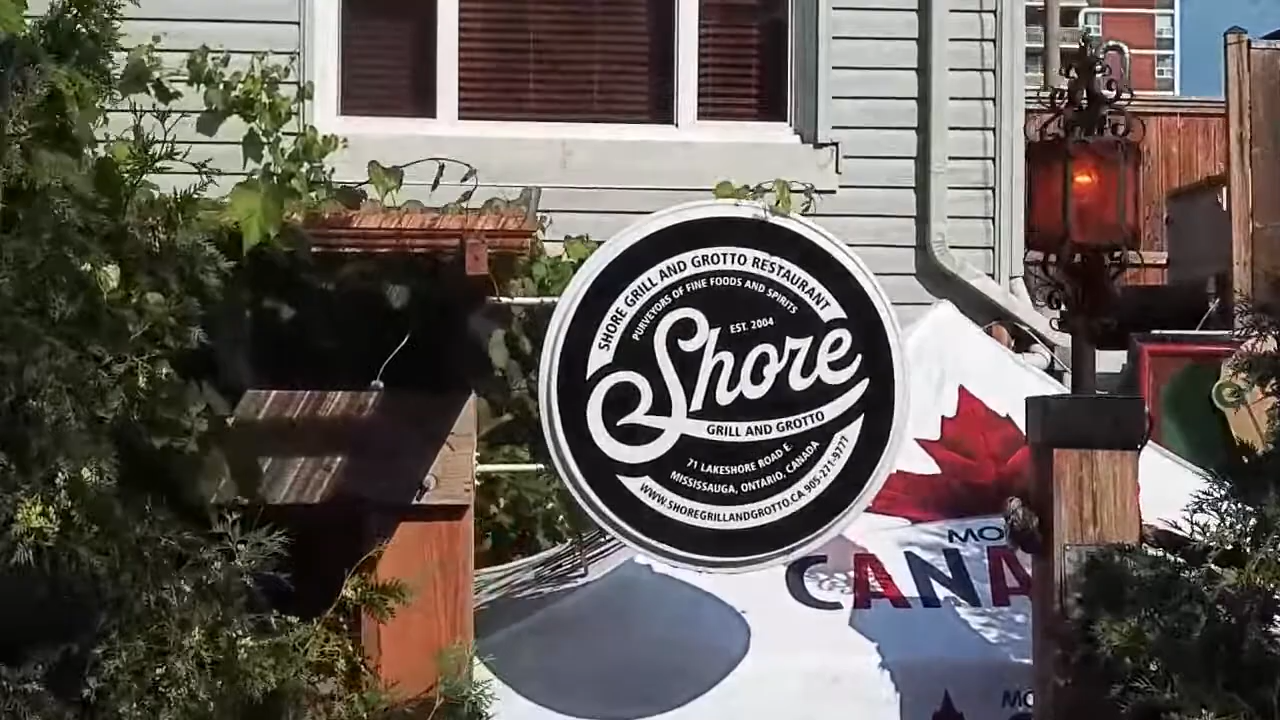 SHORE GRILL AND GROTTO RESTAURANT
PURVEYORS OF FINE FOODS AND SPIRITS
EST. 2004
Shore
GRILL AND GROTTO
71 LAKESHORE ROAD E.
MISSISSAUGA, ONTARIO, CANADA
WWW.SHOREGRILLANDGROTTO.CA 905-271-9777
CANA